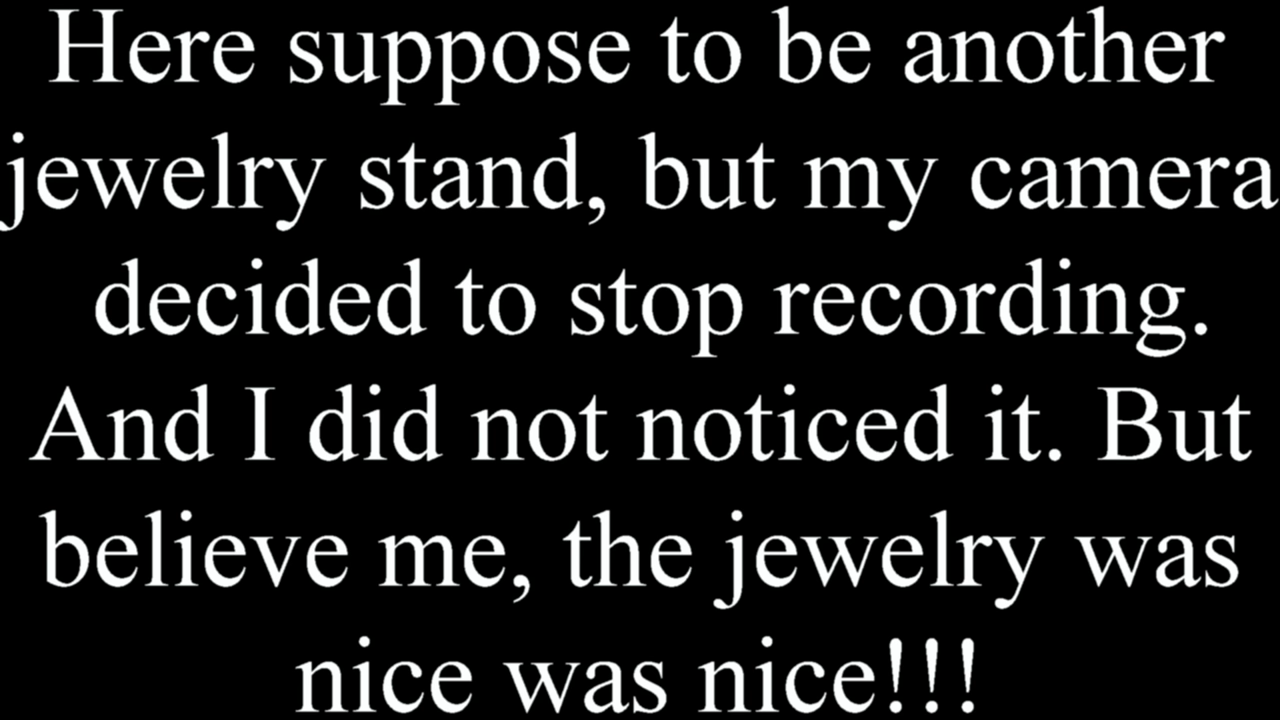 Here suppose to be another
jewelry stand, but my camera
decided to stop recording.
And I did not noticed it. But
believe me, the jewelry was
nice was nice!!!